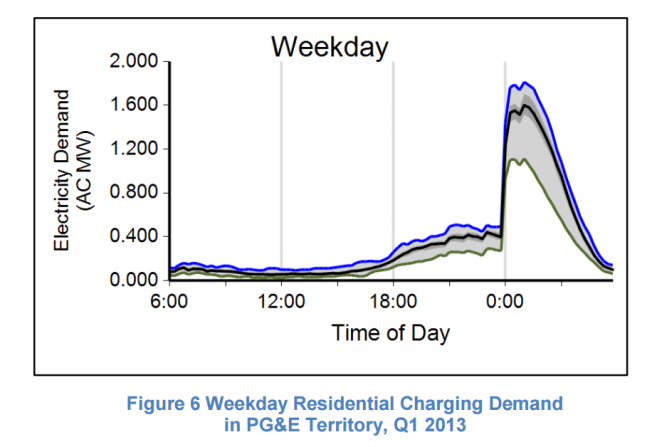 Weekday
Electricity Demand
(AC MW)
2.000
1.600
1.200
0.800
0.400
0.000
6:00 12:00 18:00 0:00
Time of Day
Figure 6 Weekday Residential Charging Demand
in PG&E Territory, Q1 2013